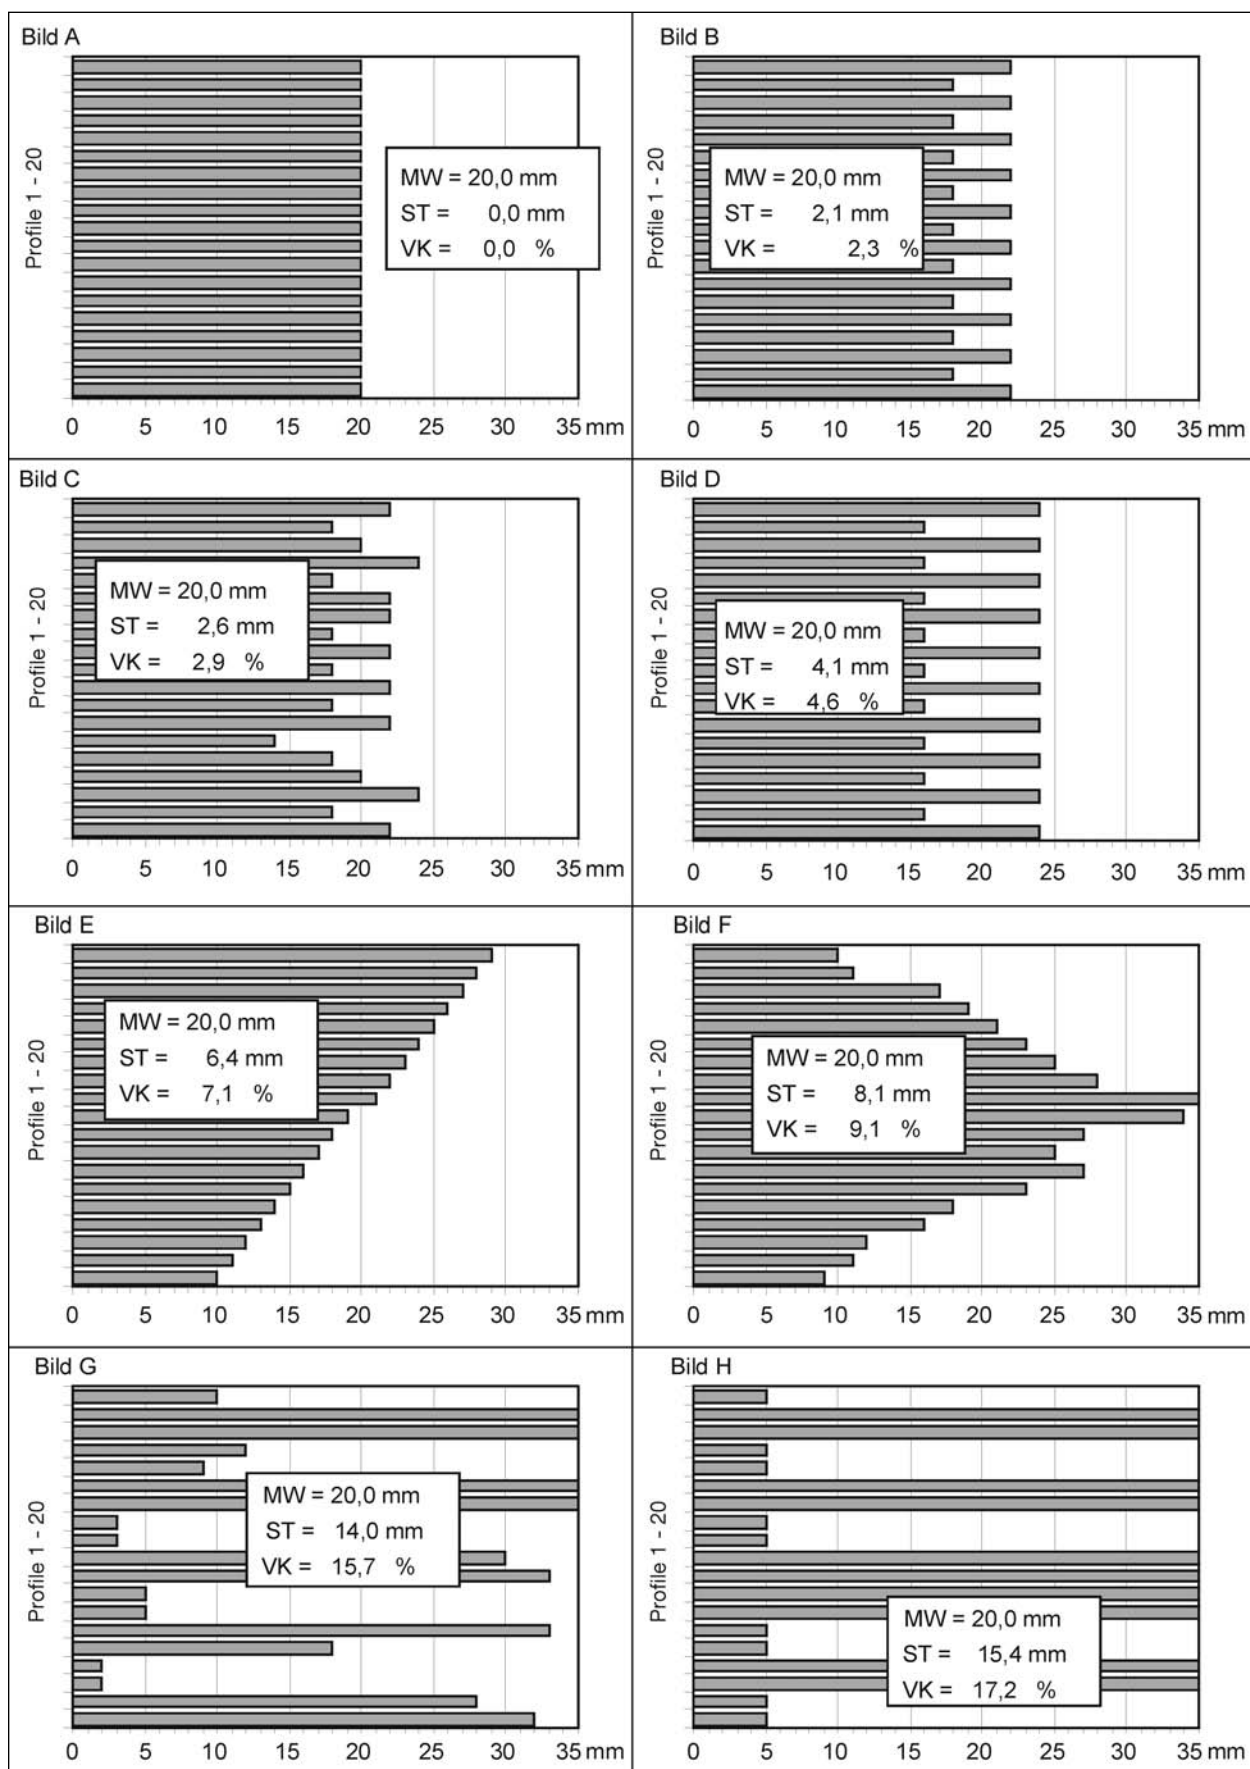 Bild A
Profile 1 - 20
MW = 20,0 mm
ST = 0,0 mm
VK = 0,0 %
0 5 10 15 20 25 30 35 mm
Bild B
Profile 1 - 20
MW = 20,0 mm
ST = 2,1 mm
VK = 2,3 %
0 5 10 15 20 25 30 35 mm
Bild C
Profile 1 - 20
MW = 20,0 mm
ST = 2,6 mm
VK = 2,9 %
0 5 10 15 20 25 30 35 mm
Bild D
Profile 1 - 20
MW = 20,0 mm
ST = 4,1 mm
VK = 4,6 %
0 5 10 15 20 25 30 35 mm
Bild E
Profile 1 - 20
MW = 20,0 mm
ST = 6,4 mm
VK = 7,1 %
0 5 10 15 20 25 30 35 mm
Bild F
Profile 1 - 20
MW = 20,0 mm
ST = 8,1 mm
VK = 9,1 %
0 5 10 15 20 25 30 35 mm
Bild G
Profile 1 - 20
MW = 20,0 mm
ST = 14,0 mm
VK = 15,7 %
0 5 10 15 20 25 30 35 mm
Bild H
Profile 1 - 20
MW = 20,0 mm
ST = 15,4 mm
VK = 17,2 %
0 5 10 15 20 25 30 35 mm